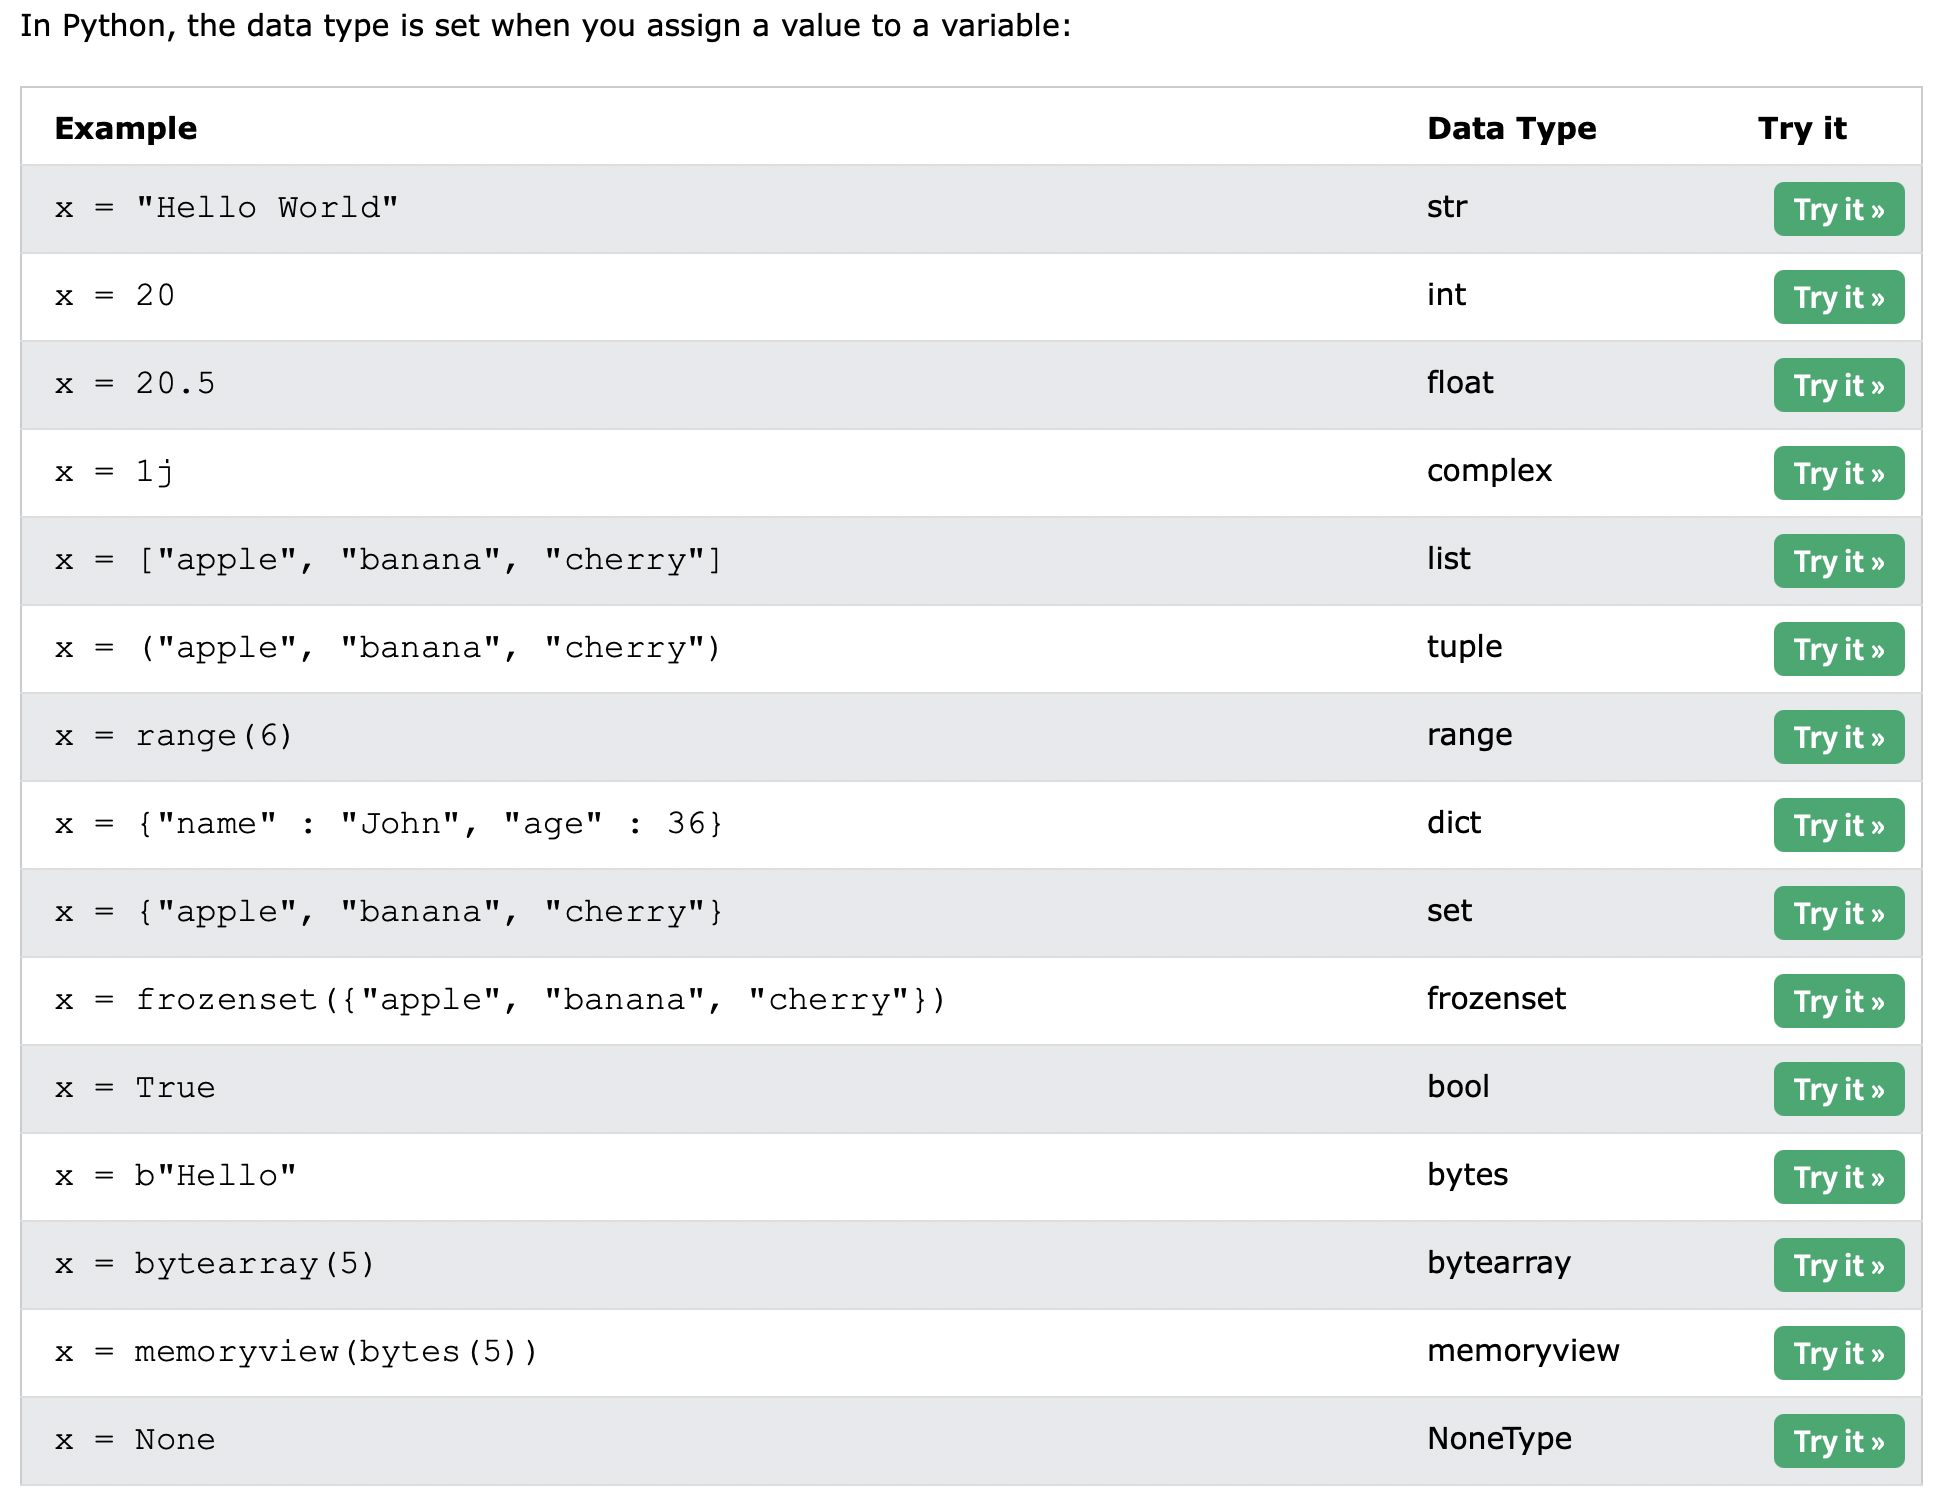 In Python, the data type is set when you assign a value to a variable:
Example Data Type Try it
x = "Hello World" str Try it »
x = 20 int Try it »
x = 20.5 float Try it »
x = 1j complex Try it »
x = ["apple", "banana", "cherry"] list Try it »
x = ("apple", "banana", "cherry") tuple Try it »
x = range(6) range Try it »
x = {"name" : "John", "age" : 36} dict Try it »
x = {"apple", "banana", "cherry"} set Try it »
x = frozenset({"apple", "banana", "cherry"}) frozenset Try it »
x = True bool Try it »
x = b"Hello" bytes Try it »
x = bytearray(5) bytearray Try it »
x = memoryview(bytes(5)) memoryview Try it »
x = None NoneType Try it »